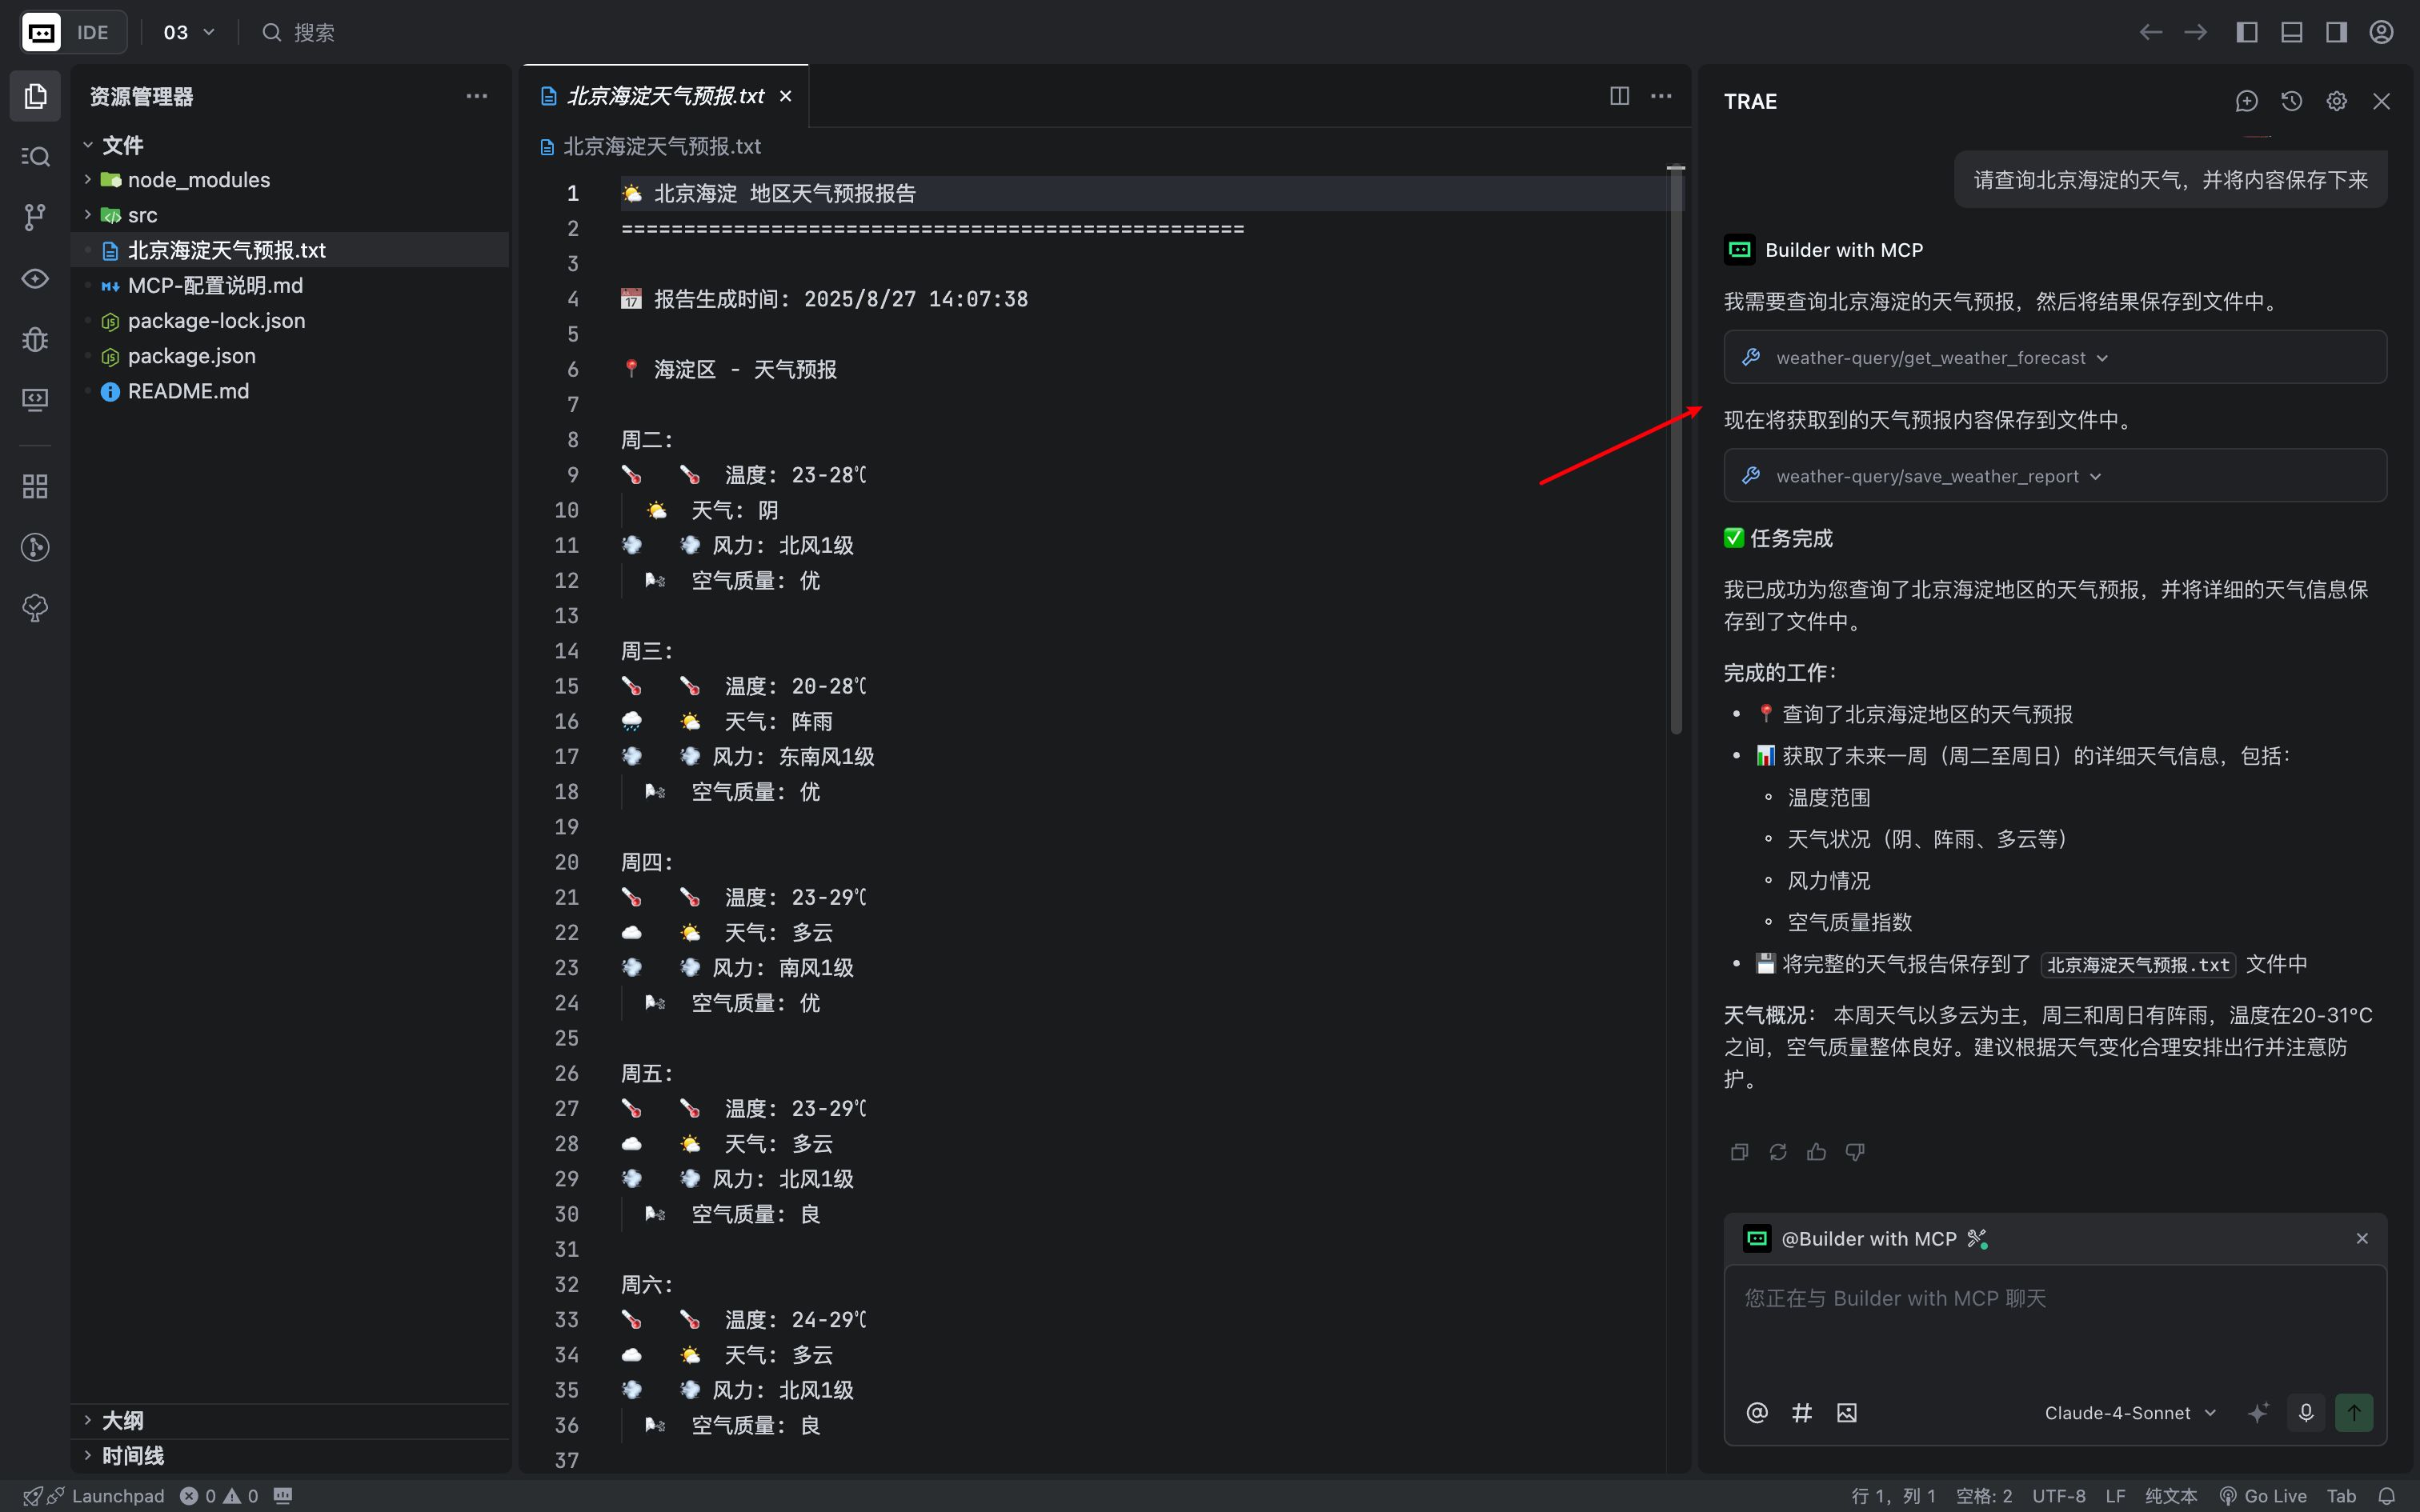 IDE
03
搜索
资源管理器
文件
node_modules
src
北京海淀天气预报.txt
MCP-配置说明.md
package-lock.json
package.json
README.md
大纲
时间线
北京海淀天气预报.txt
北京海淀天气预报.txt
1 🌤️ 北京海淀 地区天气预报报告
2 ==================================================
3
4 📅 报告生成时间: 2025/8/27 14:07:38
5
6 📍 海淀区 - 天气预报
7
8 周二:
9 🌡️ 🌡️ 温度: 23-28℃
10 🌤️ 天气: 阴
11 💨 💨 风力: 北风1级
12 🌬️ 空气质量: 优
13
14 周三:
15 🌡️ 🌡️ 温度: 20-28℃
16 🌧️ 🌤️ 天气: 阵雨
17 💨 💨 风力: 东南风1级
18 🌬️ 空气质量: 优
19
20 周四:
21 🌡️ 🌡️ 温度: 23-29℃
22 ☁️ 🌤️ 天气: 多云
23 💨 💨 风力: 南风1级
24 🌬️ 空气质量: 优
25
26 周五:
27 🌡️ 🌡️ 温度: 23-29℃
28 ☁️ 🌤️ 天气: 多云
29 💨 💨 风力: 北风1级
30 🌬️ 空气质量: 良
31
32 周六:
33 🌡️ 🌡️ 温度: 24-29℃
34 ☁️ 🌤️ 天气: 多云
35 💨 💨 风力: 北风1级
36 🌬️ 空气质量: 良
37
TRAE
请查询北京海淀的天气，并将内容保存下来
Builder with MCP
我需要查询北京海淀的天气预报，然后将结果保存到文件中。
weather-query/get_weather_forecast
现在将获取到的天气预报内容保存到文件中。
weather-query/save_weather_report
✅ 任务完成
我已成功为您查询了北京海淀地区的天气预报，并将详细的天气信息保
存到了文件中。
完成的工作：
• 📍 查询了北京海淀地区的天气预报
• 📊 获取了未来一周（周二至周日）的详细天气信息，包括：
◦ 温度范围
◦ 天气状况（阴、阵雨、多云等）
◦ 风力情况
◦ 空气质量指数
• 💾 将完整的天气报告保存到了 北京海淀天气预报.txt 文件中
天气概况： 本周天气以多云为主，周三和周日有阵雨，温度在20-31°C
之间，空气质量整体良好。建议根据天气变化合理安排出行并注意防
护。
@Builder with MCP
您正在与 Builder with MCP 聊天
Claude-4-Sonnet
Launchpad 0 0
行 1，列 1 空格: 2 UTF-8 LF 纯文本 Go Live Tab